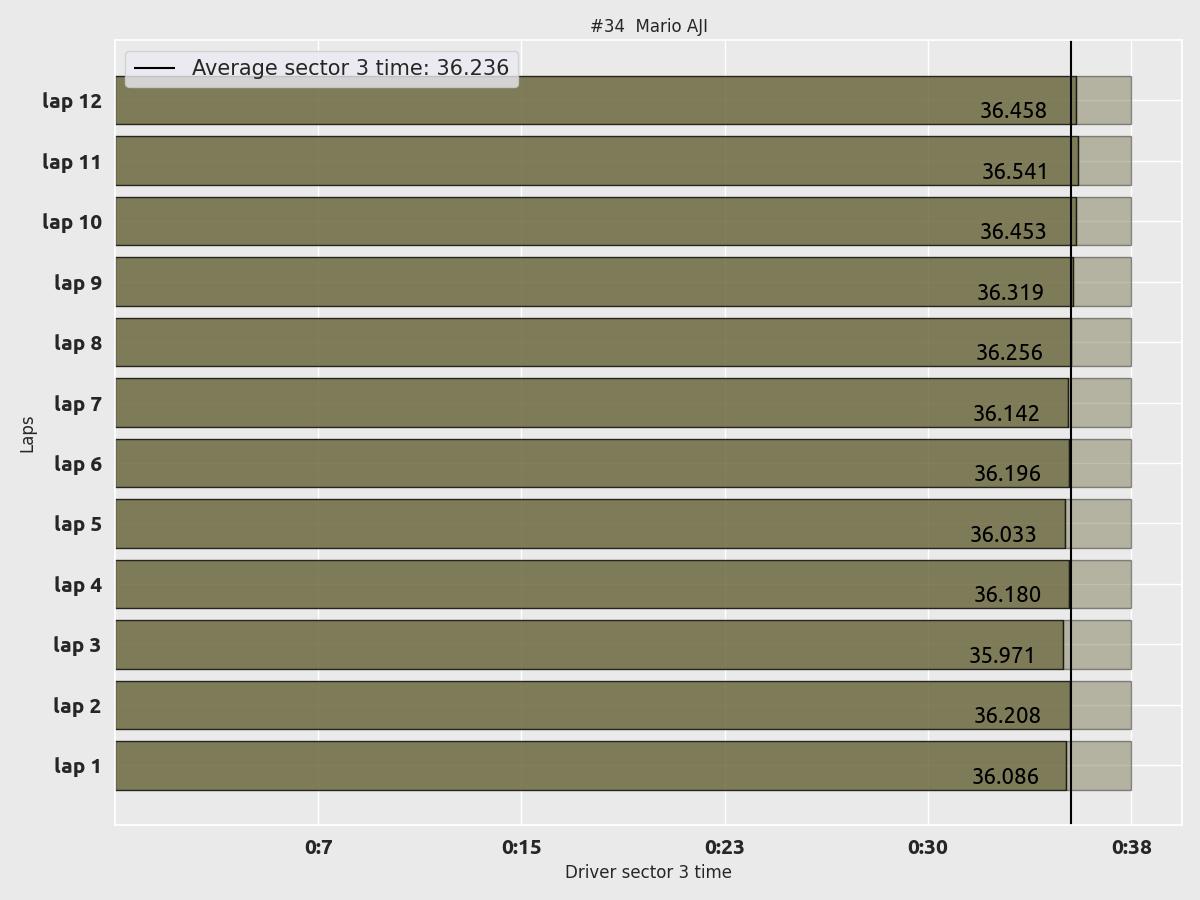 #34  Mario AJI
Average sector 3 time: 36.236
lap 12
36.458
lap 11
36.541
lap 10
36.453
lap 9
36.319
lap 8
36.256
lap 7
36.142
lap 6
36.196
lap 5
36.033
lap 4
36.180
lap 3
35.971
lap 2
36.208
lap 1
36.086
Laps
0:7
0:15
0:23
0:30
0:38
Driver sector 3 time